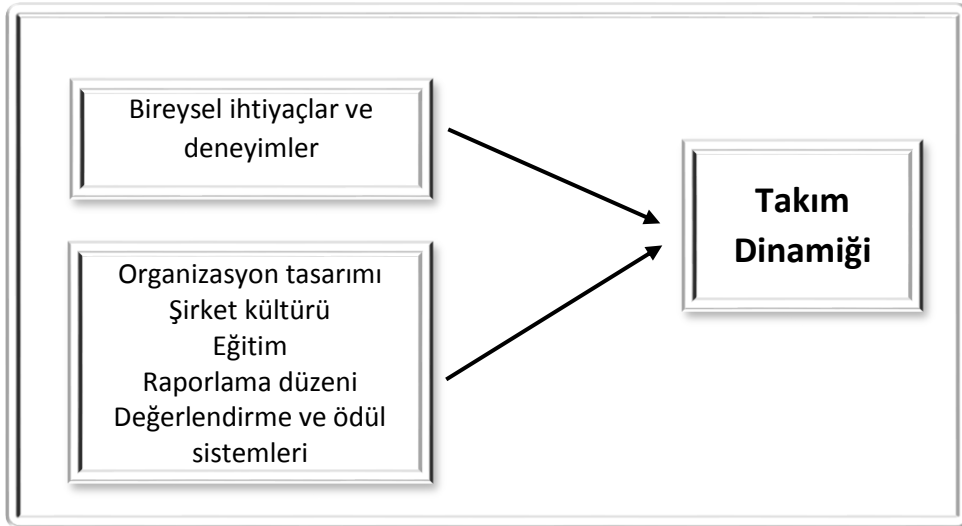 Bireysel ihtiyaçlar ve
deneyimler
Organizasyon tasarımı
Şirket kültürü
Eğitim
Raporlama düzeni
Değerlendirme ve ödül
sistemleri
Takım
Dinamiği